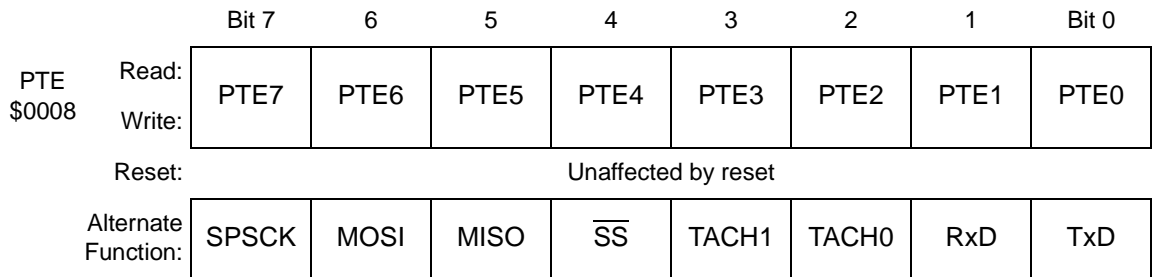 Bit 7 6 5 4 3 2 1 Bit 0
PTE $0008 Read: Write: PTE7 PTE6 PTE5 PTE4 PTE3 PTE2 PTE1 PTE0
Reset: Unaffected by reset
Alternate Function: SPSCK MOSI MISO S̅S̅ TACH1 TACH0 RxD TxD